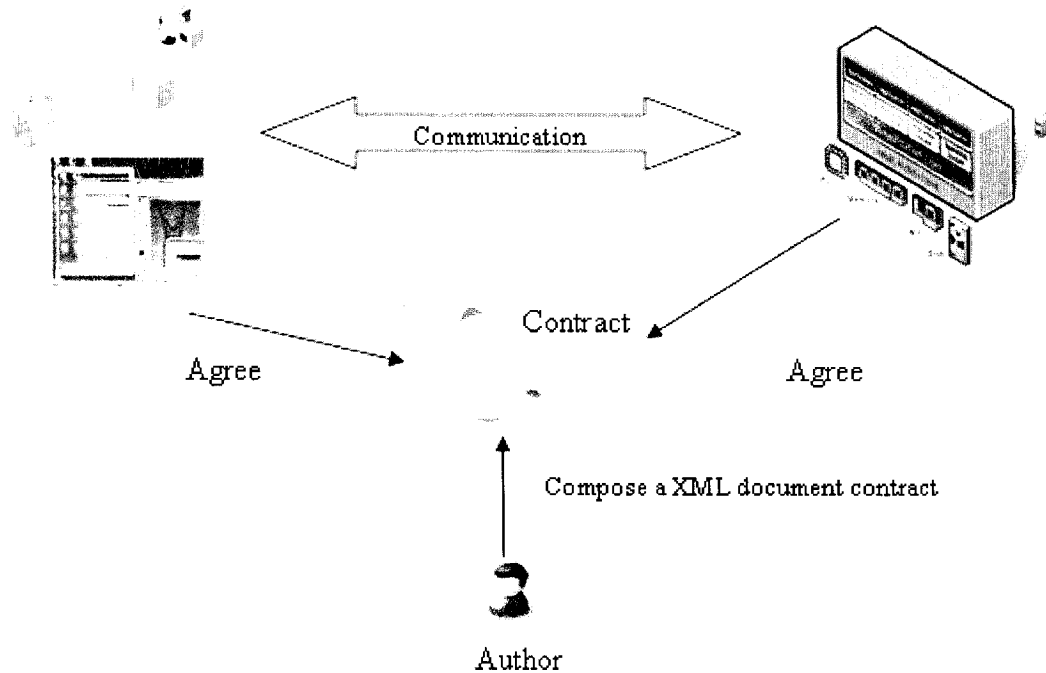 Communication
Contract
Agree
Agree
Compose a XML document contract
Author